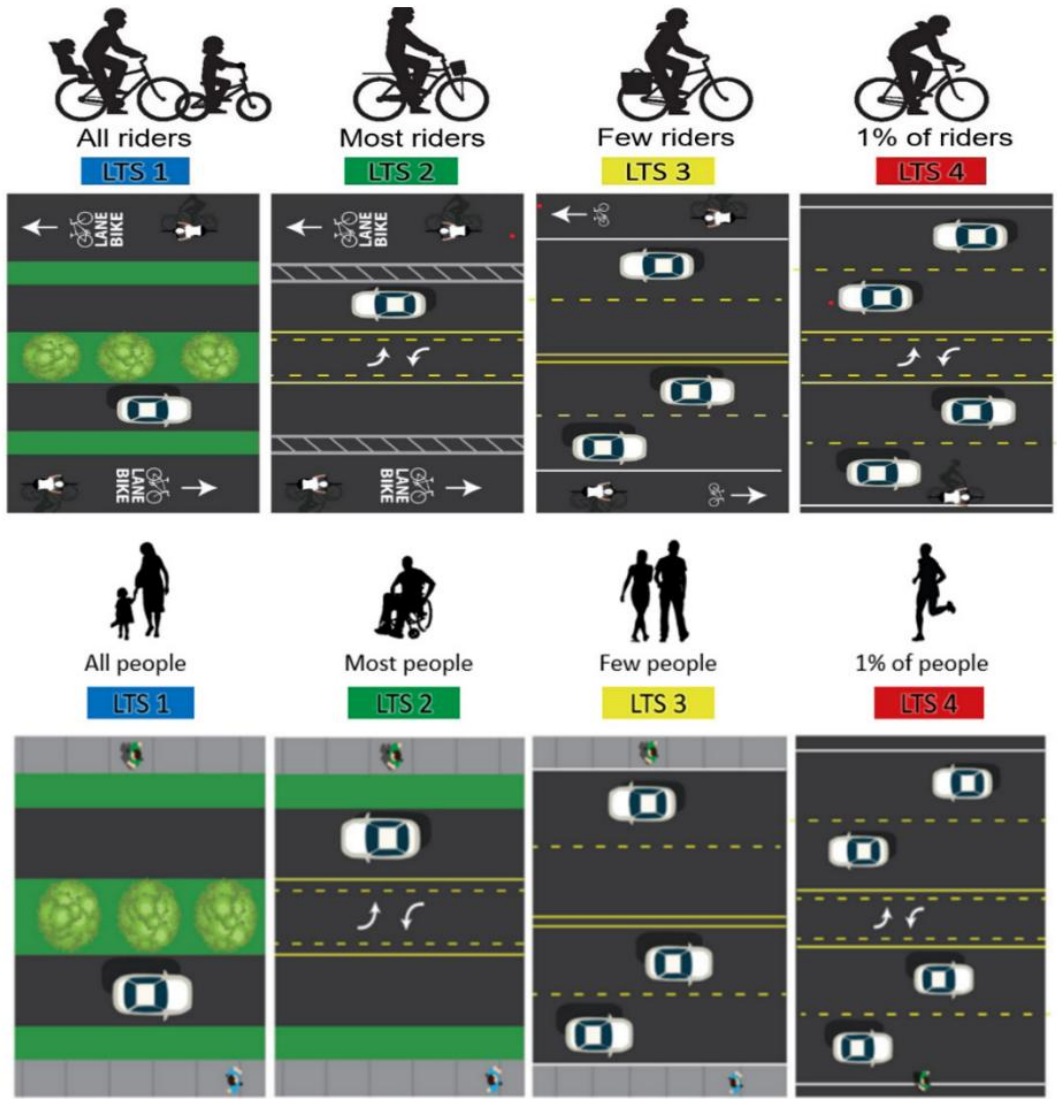 All riders
Most riders
Few riders
1% of riders
LTS 1
LTS 2
LTS 3
LTS 4
LANE
BIKE
LANE
BIKE
LANE
BIKE
LANE
BIKE
All people
Most people
Few people
1% of people
LTS 1
LTS 2
LTS 3
LTS 4